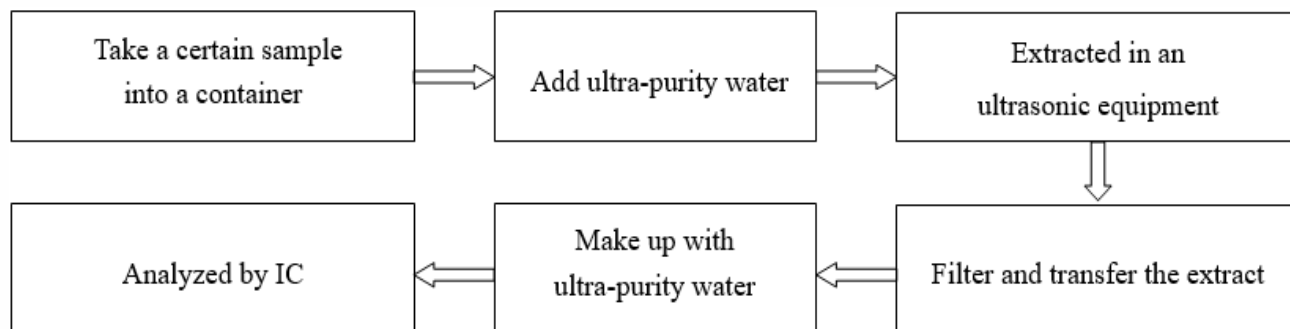 Take a certain sample
into a container
Add ultra-purity water
Extracted in an
ultrasonic equipment
Filter and transfer the extract
Make up with
ultra-purity water
Analyzed by IC